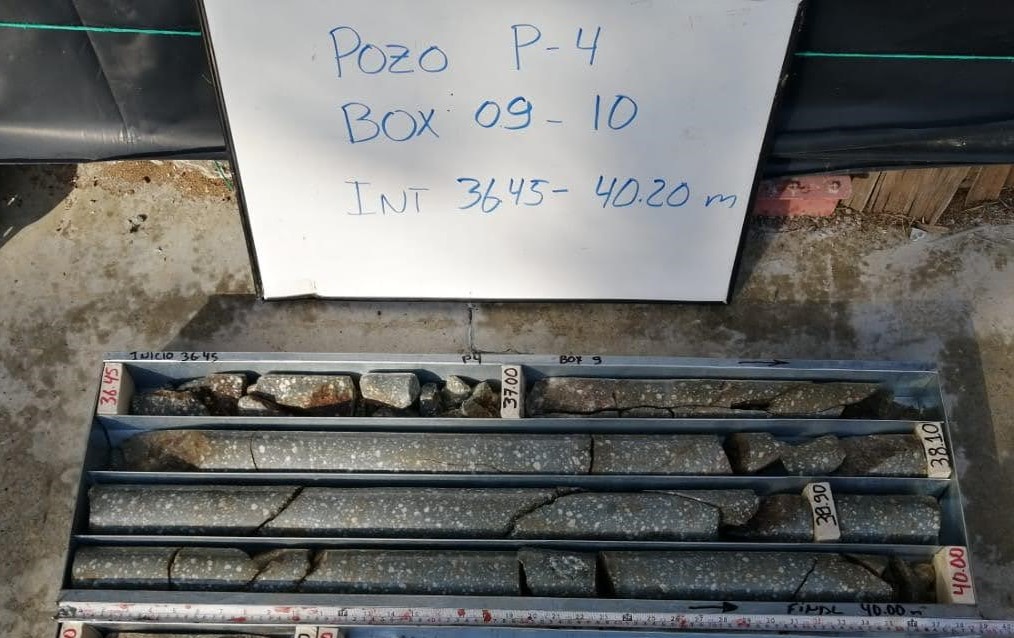 POZO P-4
BOX 09-10
INT 3645-40.20 m
INICIO 36.45 P4 BOX 9
36.45
37.00
38.10
38.90
40.00
FINAL 40.00 m